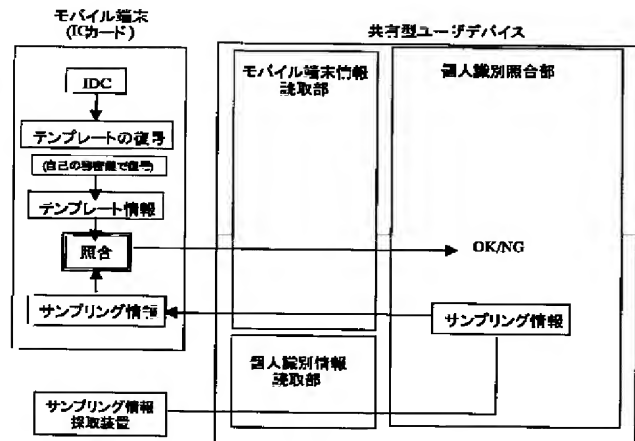 モバイル端末
(ICカード)
共有型ユーザデバイス
IDC
テンプレートの復号
(自己の秘密鍵で復号)
テンプレート情報
照合
サンプリング情報
サンプリング情報
採取装置
モバイル端末情報
読取部
個人識別情報
読取部
個人識別照合部
OK/NG
サンプリング情報